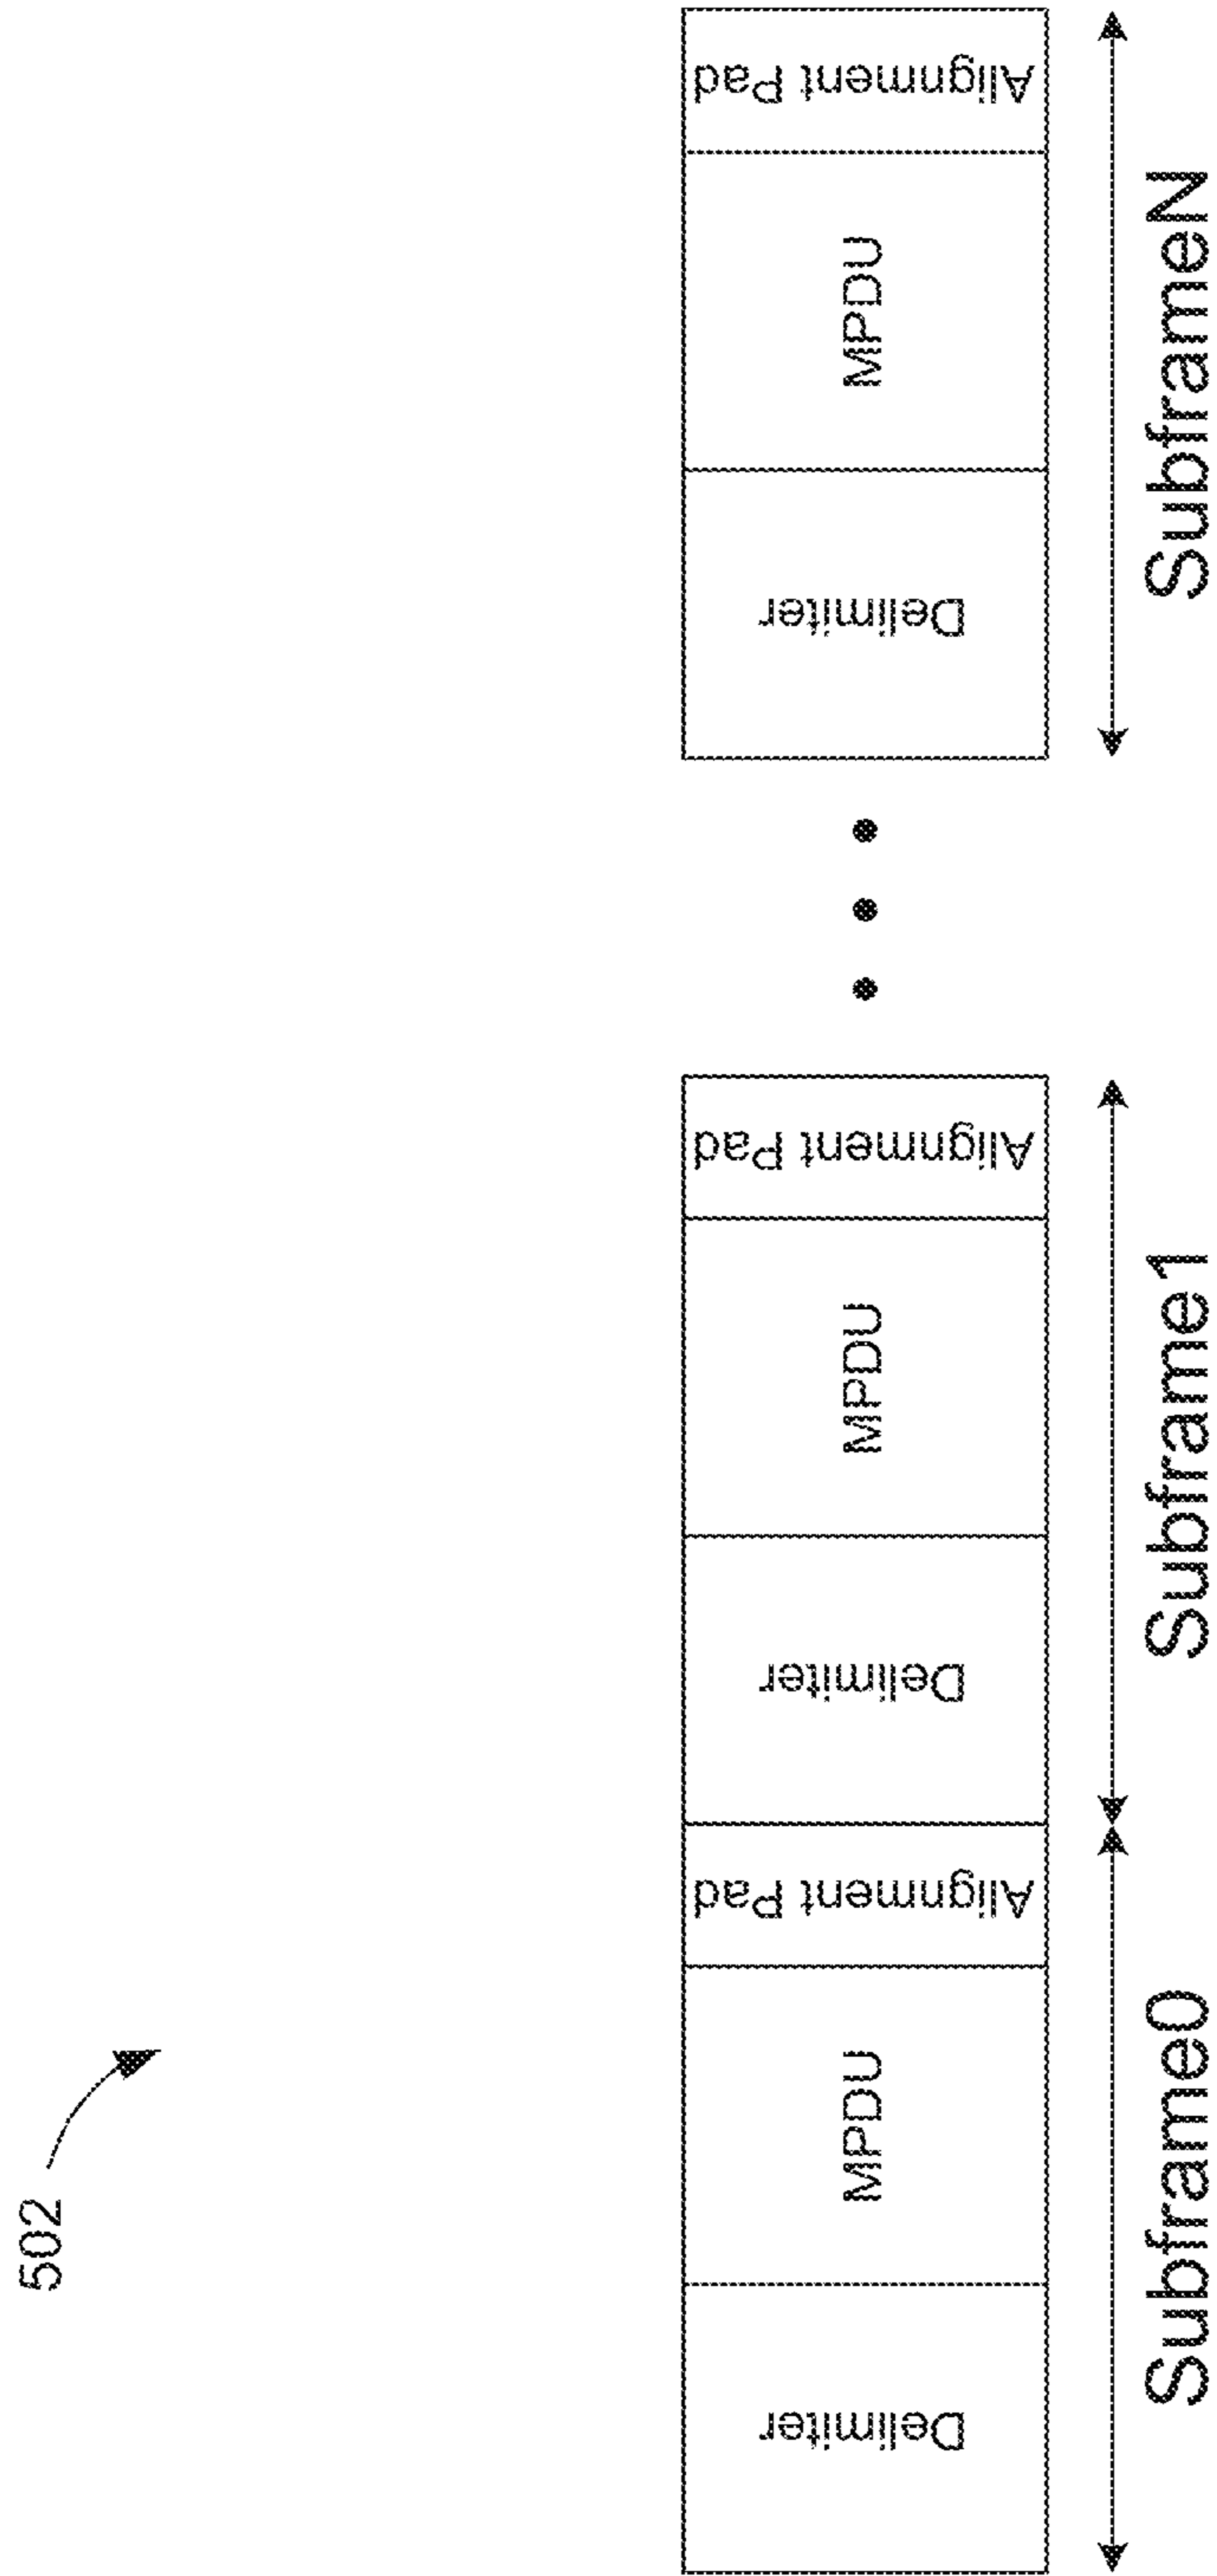 502
Delimiter
MPDU
Alignment Pad
Delimiter
MPDU
Alignment Pad
Delimiter
MPDU
Alignment Pad
Subframe0
Subframe1
SubframeN